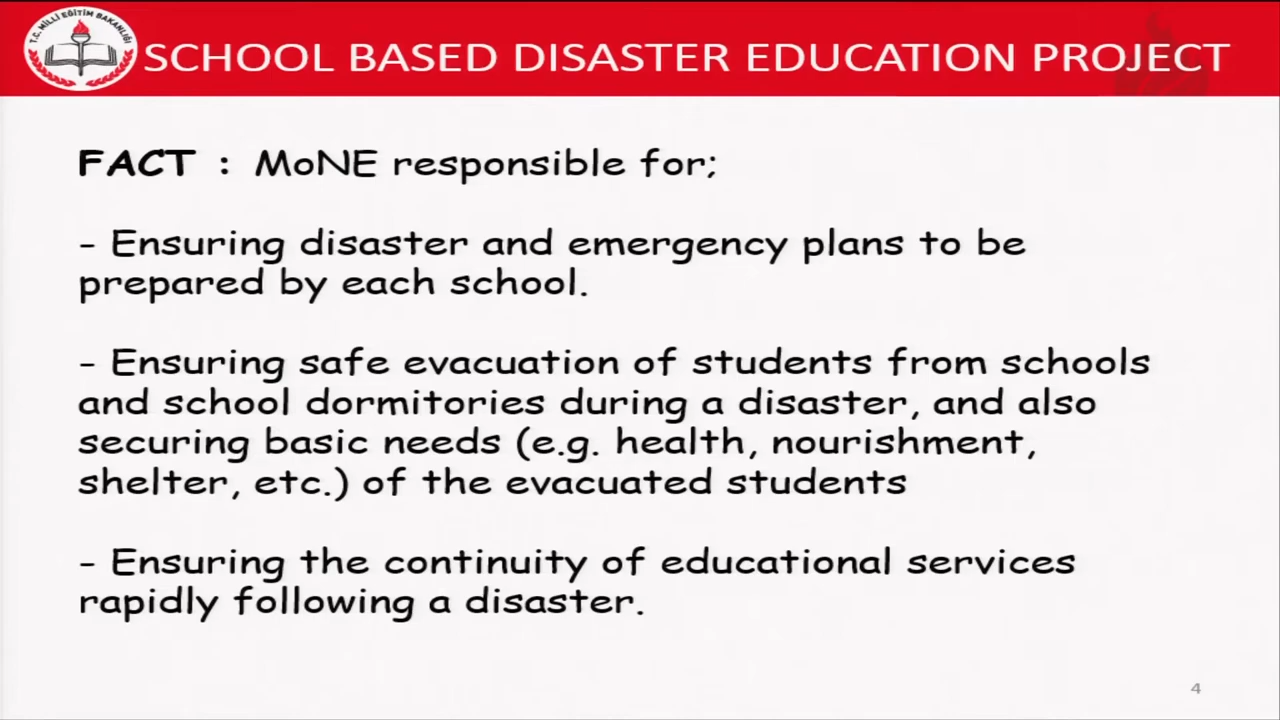 T.C. MİLLÎ EĞİTİM BAKANLIĞI
SCHOOL BASED DISASTER EDUCATION PROJECT
FACT : MoNE responsible for;
- Ensuring disaster and emergency plans to be
prepared by each school.
- Ensuring safe evacuation of students from schools
and school dormitories during a disaster, and also
securing basic needs (e.g. health, nourishment,
shelter, etc.) of the evacuated students
- Ensuring the continuity of educational services
rapidly following a disaster.
4